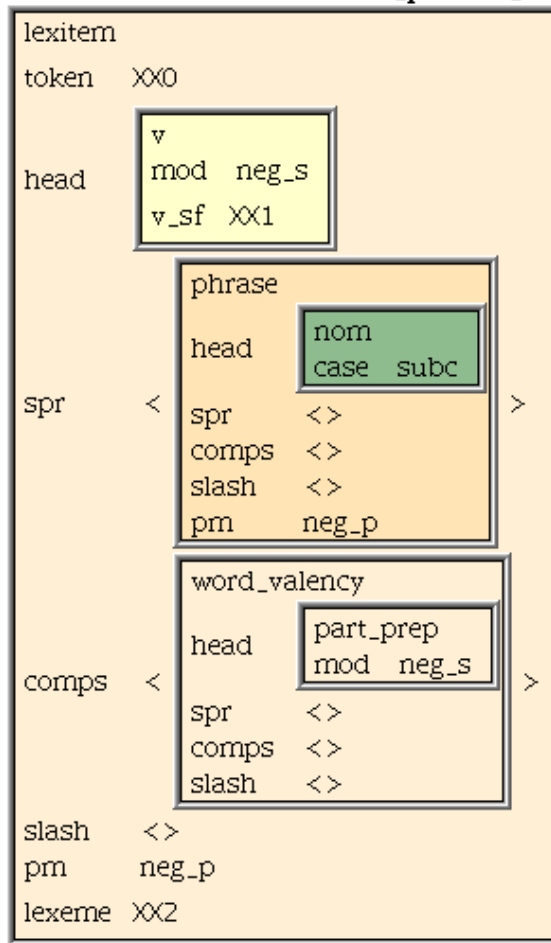 lexitem
token XX0
head
v
mod neg_s
v_sf XX1
spr < >
phrase
head
nom
case subc
spr <>
comps <>
slash <>
pm neg_p
comps < >
word_valency
head
part_prep
mod neg_s
spr <>
comps <>
slash <>
slash <>
pm neg_p
lexeme XX2